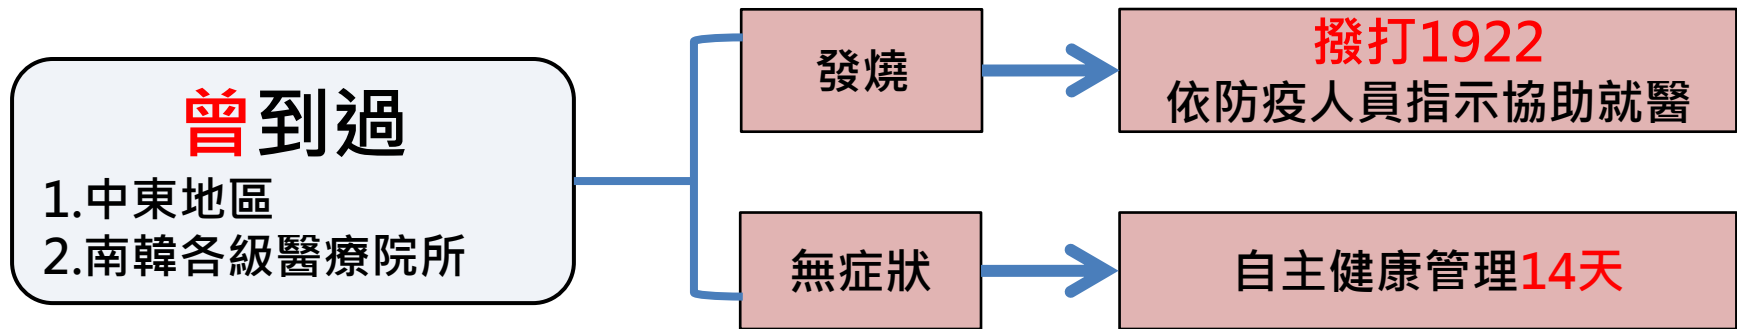 曾到過
1.中東地區
2.南韓各級醫療院所
發燒
撥打1922
依防疫人員指示協助就醫
無症狀
自主健康管理14天